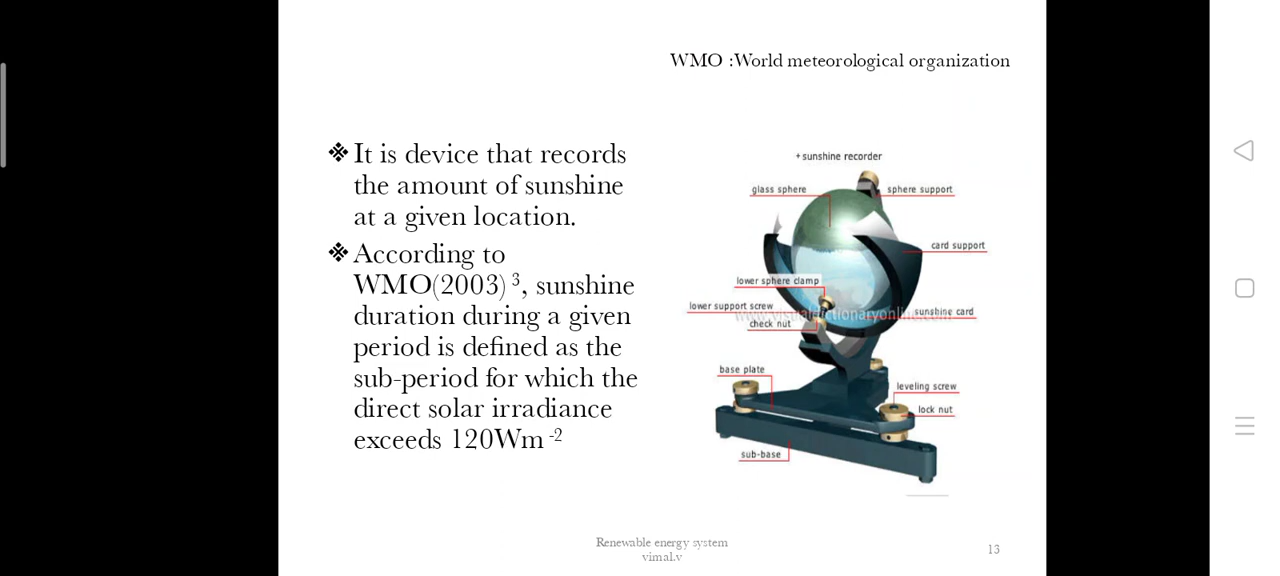 WMO :World meteorological organization
❖ It is device that records
the amount of sunshine
at a given location.
❖ According to
WMO(2003) 3, sunshine
duration during a given
period is defined as the
sub-period for which the
direct solar irradiance
exceeds 120Wm -2
+sunshine recorder
glass sphere
sphere support
card support
lower sphere clamp
lower support screw
sunshine card
check nut
base plate
leveling screw
lock nut
sub-base
Renewable energy system
vimal.v
13